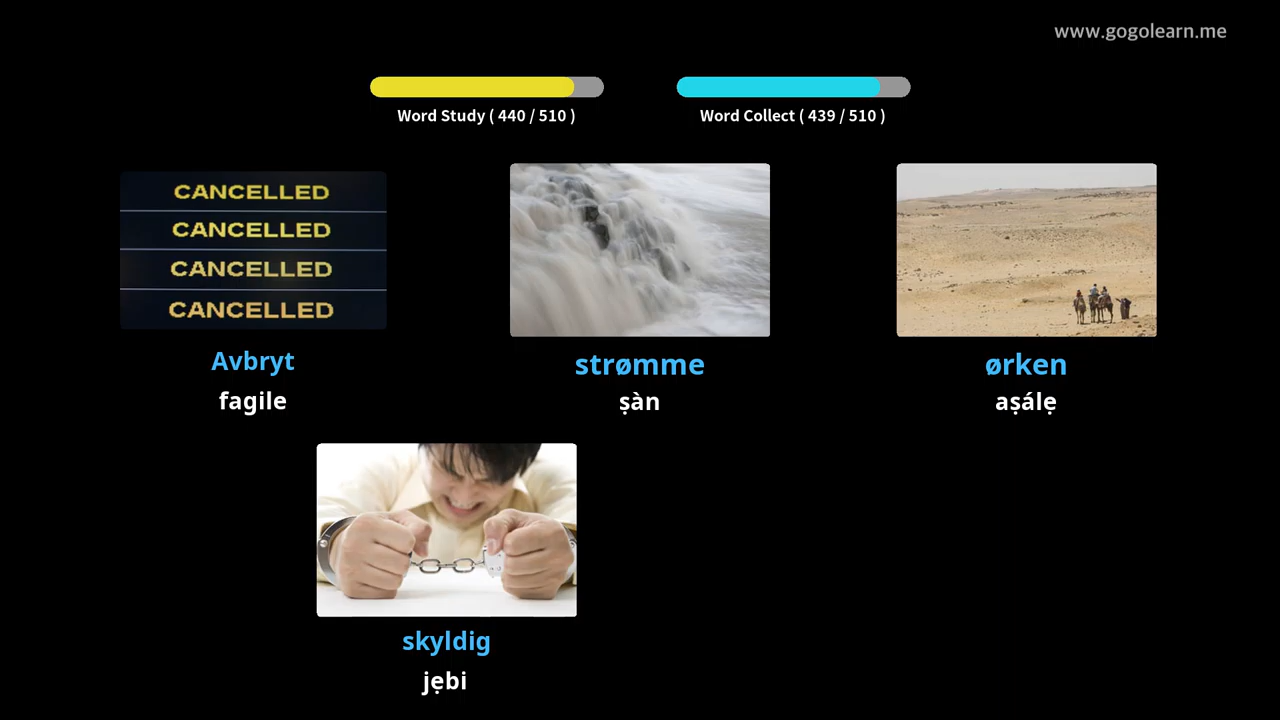 www.gogolearn.me
Word Study ( 440 / 510 )
Word Collect ( 439 / 510 )
CANCELLED
CANCELLED
CANCELLED
CANCELLED
Avbryt
fagile
strømme
ṣàn
ørken
aṣálẹ
skyldig
jẹbi